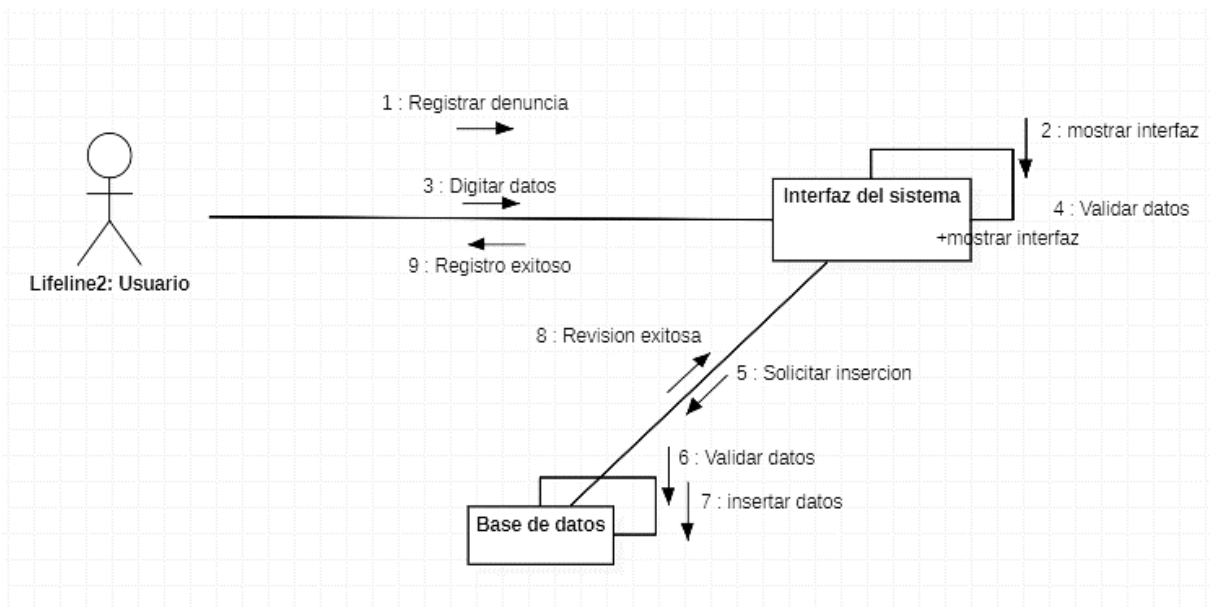 1 : Registrar denuncia
2 : mostrar interfaz
3 : Digitar datos
Interfaz del sistema
4 : Validar datos
+mostrar interfaz
9 : Registro exitoso
Lifeline2: Usuario
8 : Revision exitosa
5 : Solicitar insercion
6 : Validar datos
7 : insertar datos
Base de datos